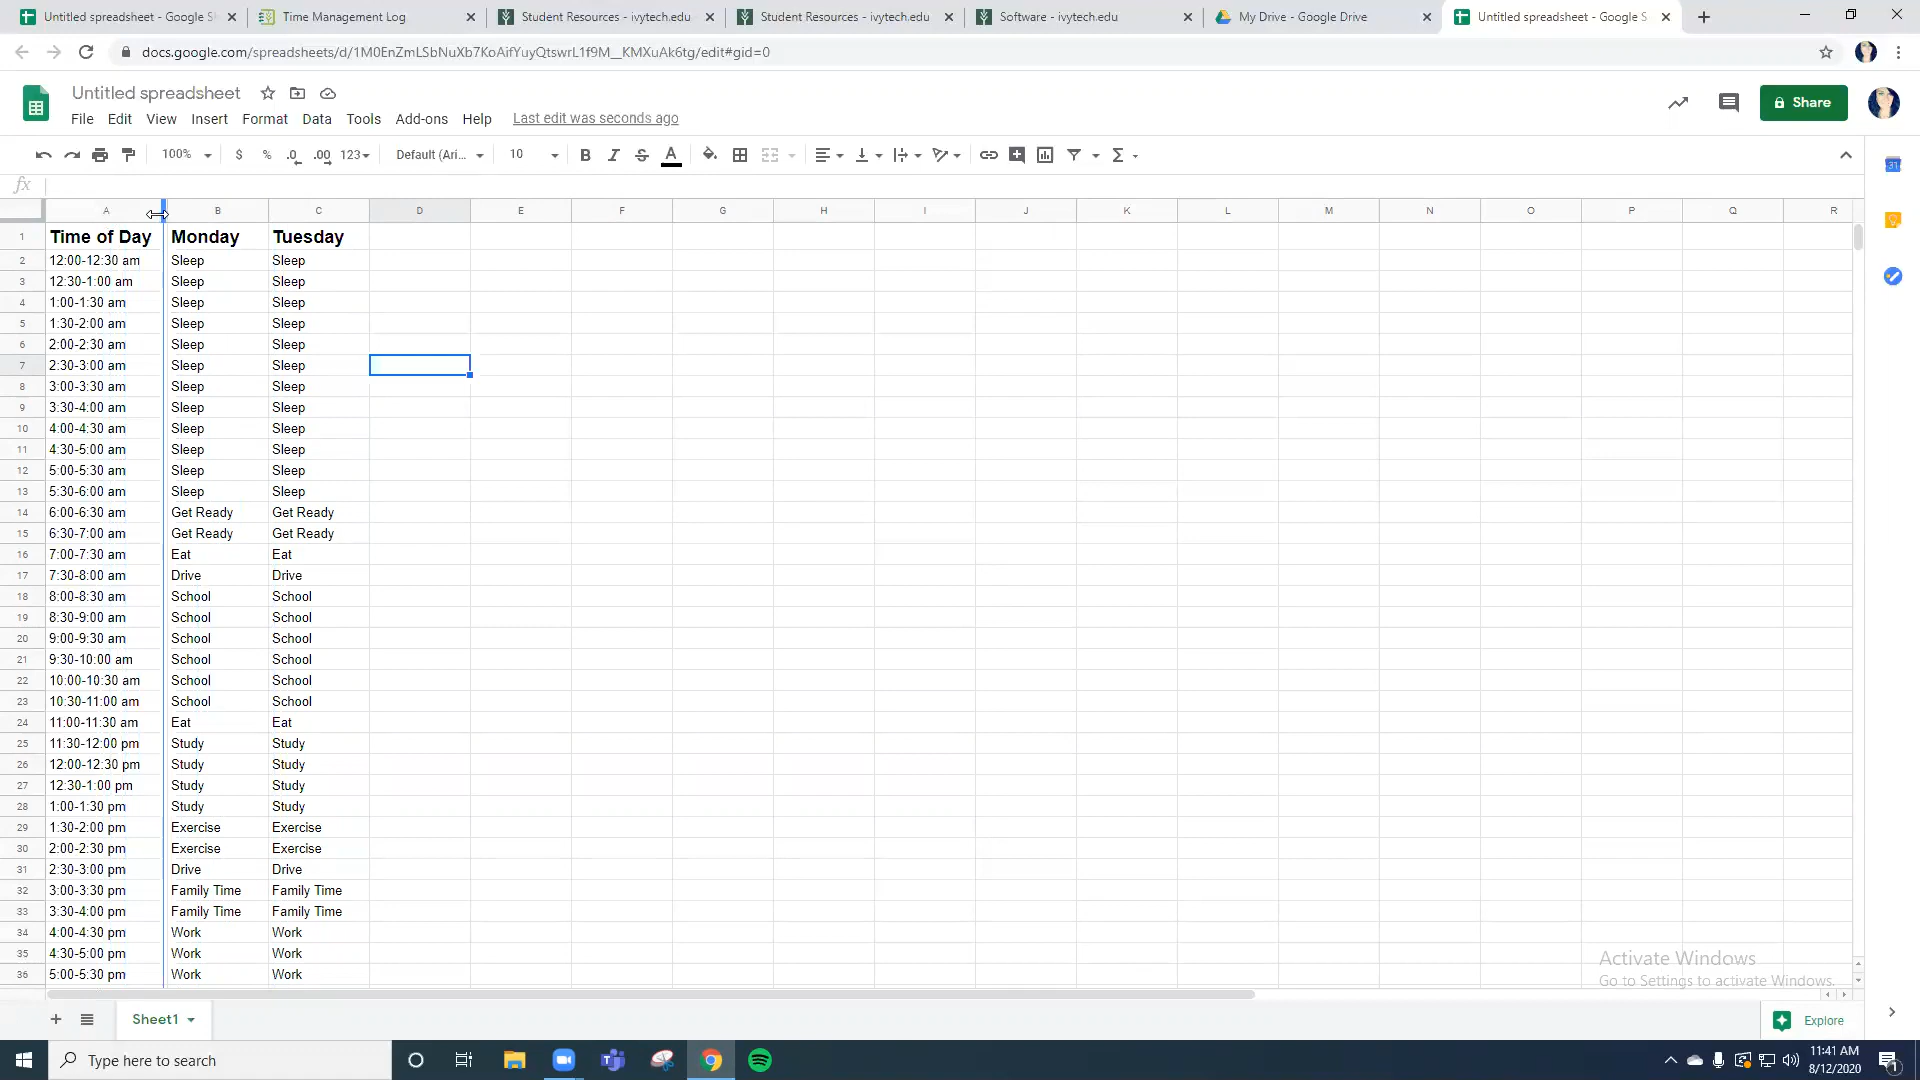 Untitled spreadsheet - Google S
Time Management Log
Student Resources - ivytech.edu
Student Resources - ivytech.edu
Software - ivytech.edu
My Drive - Google Drive
Untitled spreadsheet - Google S
docs.google.com/spreadsheets/d/1M0EnZmLSbNuXb7KoAifYuyQtswrL1f9M__KMXuAk6tg/edit#gid=0
Untitled spreadsheet
File Edit View Insert Format Data Tools Add-ons Help Last edit was seconds ago
Share
100% $ % .0 .00 123 Default (Ari... 10 B I S A Σ
31
fx
A B C D E F G H I J K L M N O P Q R
1 Time of Day Monday Tuesday
2 12:00-12:30 am Sleep Sleep
3 12:30-1:00 am Sleep Sleep
4 1:00-1:30 am Sleep Sleep
5 1:30-2:00 am Sleep Sleep
6 2:00-2:30 am Sleep Sleep
7 2:30-3:00 am Sleep Sleep
8 3:00-3:30 am Sleep Sleep
9 3:30-4:00 am Sleep Sleep
10 4:00-4:30 am Sleep Sleep
11 4:30-5:00 am Sleep Sleep
12 5:00-5:30 am Sleep Sleep
13 5:30-6:00 am Sleep Sleep
14 6:00-6:30 am Get Ready Get Ready
15 6:30-7:00 am Get Ready Get Ready
16 7:00-7:30 am Eat Eat
17 7:30-8:00 am Drive Drive
18 8:00-8:30 am School School
19 8:30-9:00 am School School
20 9:00-9:30 am School School
21 9:30-10:00 am School School
22 10:00-10:30 am School School
23 10:30-11:00 am School School
24 11:00-11:30 am Eat Eat
25 11:30-12:00 pm Study Study
26 12:00-12:30 pm Study Study
27 12:30-1:00 pm Study Study
28 1:00-1:30 pm Study Study
29 1:30-2:00 pm Exercise Exercise
30 2:00-2:30 pm Exercise Exercise
31 2:30-3:00 pm Drive Drive
32 3:00-3:30 pm Family Time Family Time
33 3:30-4:00 pm Family Time Family Time
34 4:00-4:30 pm Work Work
35 4:30-5:00 pm Work Work
36 5:00-5:30 pm Work Work
Activate Windows
Go to Settings to activate Windows.
Sheet1
Explore
Type here to search
11:41 AM
8/12/2020
1